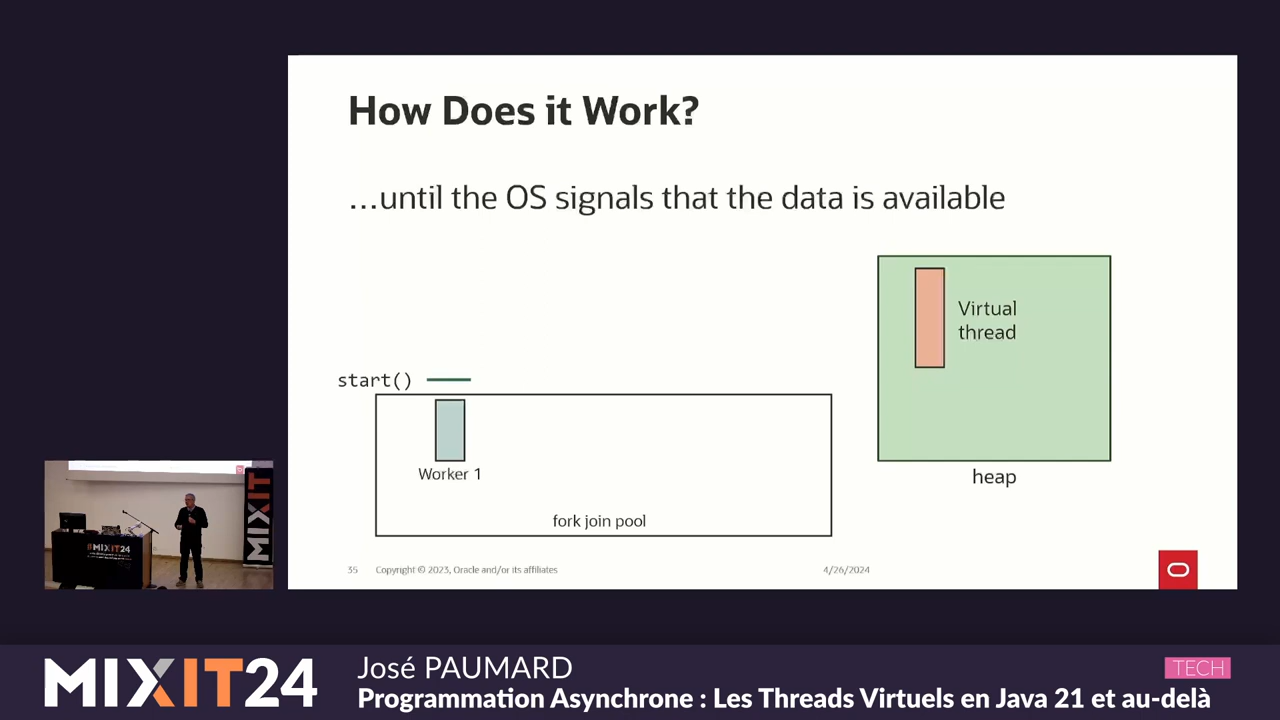 How Does it Work?
...until the OS signals that the data is available
Virtual
thread
start()
Worker 1
heap
fork join pool
35
Copyright © 2023, Oracle and/or its affiliates
4/26/2024
MIXIT
#MIXIT24
MIXIT24
José PAUMARD
TECH
Programmation Asynchrone : Les Threads Virtuels en Java 21 et au-delà